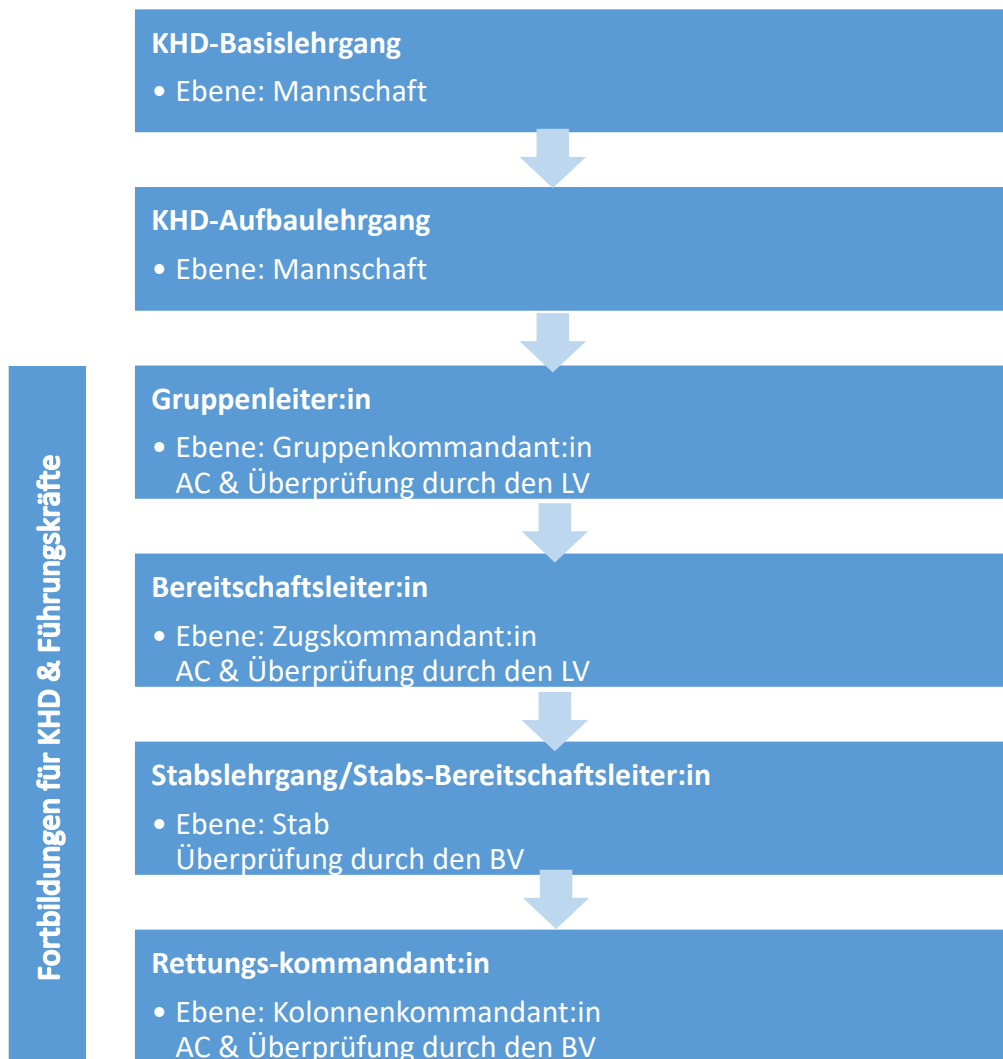 KHD-Basislehrgang
• Ebene: Mannschaft
KHD-Aufbaulehrgang
• Ebene: Mannschaft
Fortbildungen für KHD & Führungskräfte
Gruppenleiter:in
• Ebene: Gruppenkommandant:in
AC & Überprüfung durch den LV
Bereitschaftsleiter:in
• Ebene: Zugskommandant:in
AC & Überprüfung durch den LV
Stabslehrgang/Stabs-Bereitschaftsleiter:in
• Ebene: Stab
Überprüfung durch den BV
Rettungs-kommandant:in
• Ebene: Kolonnenkommandant:in
AC & Überprüfung durch den BV